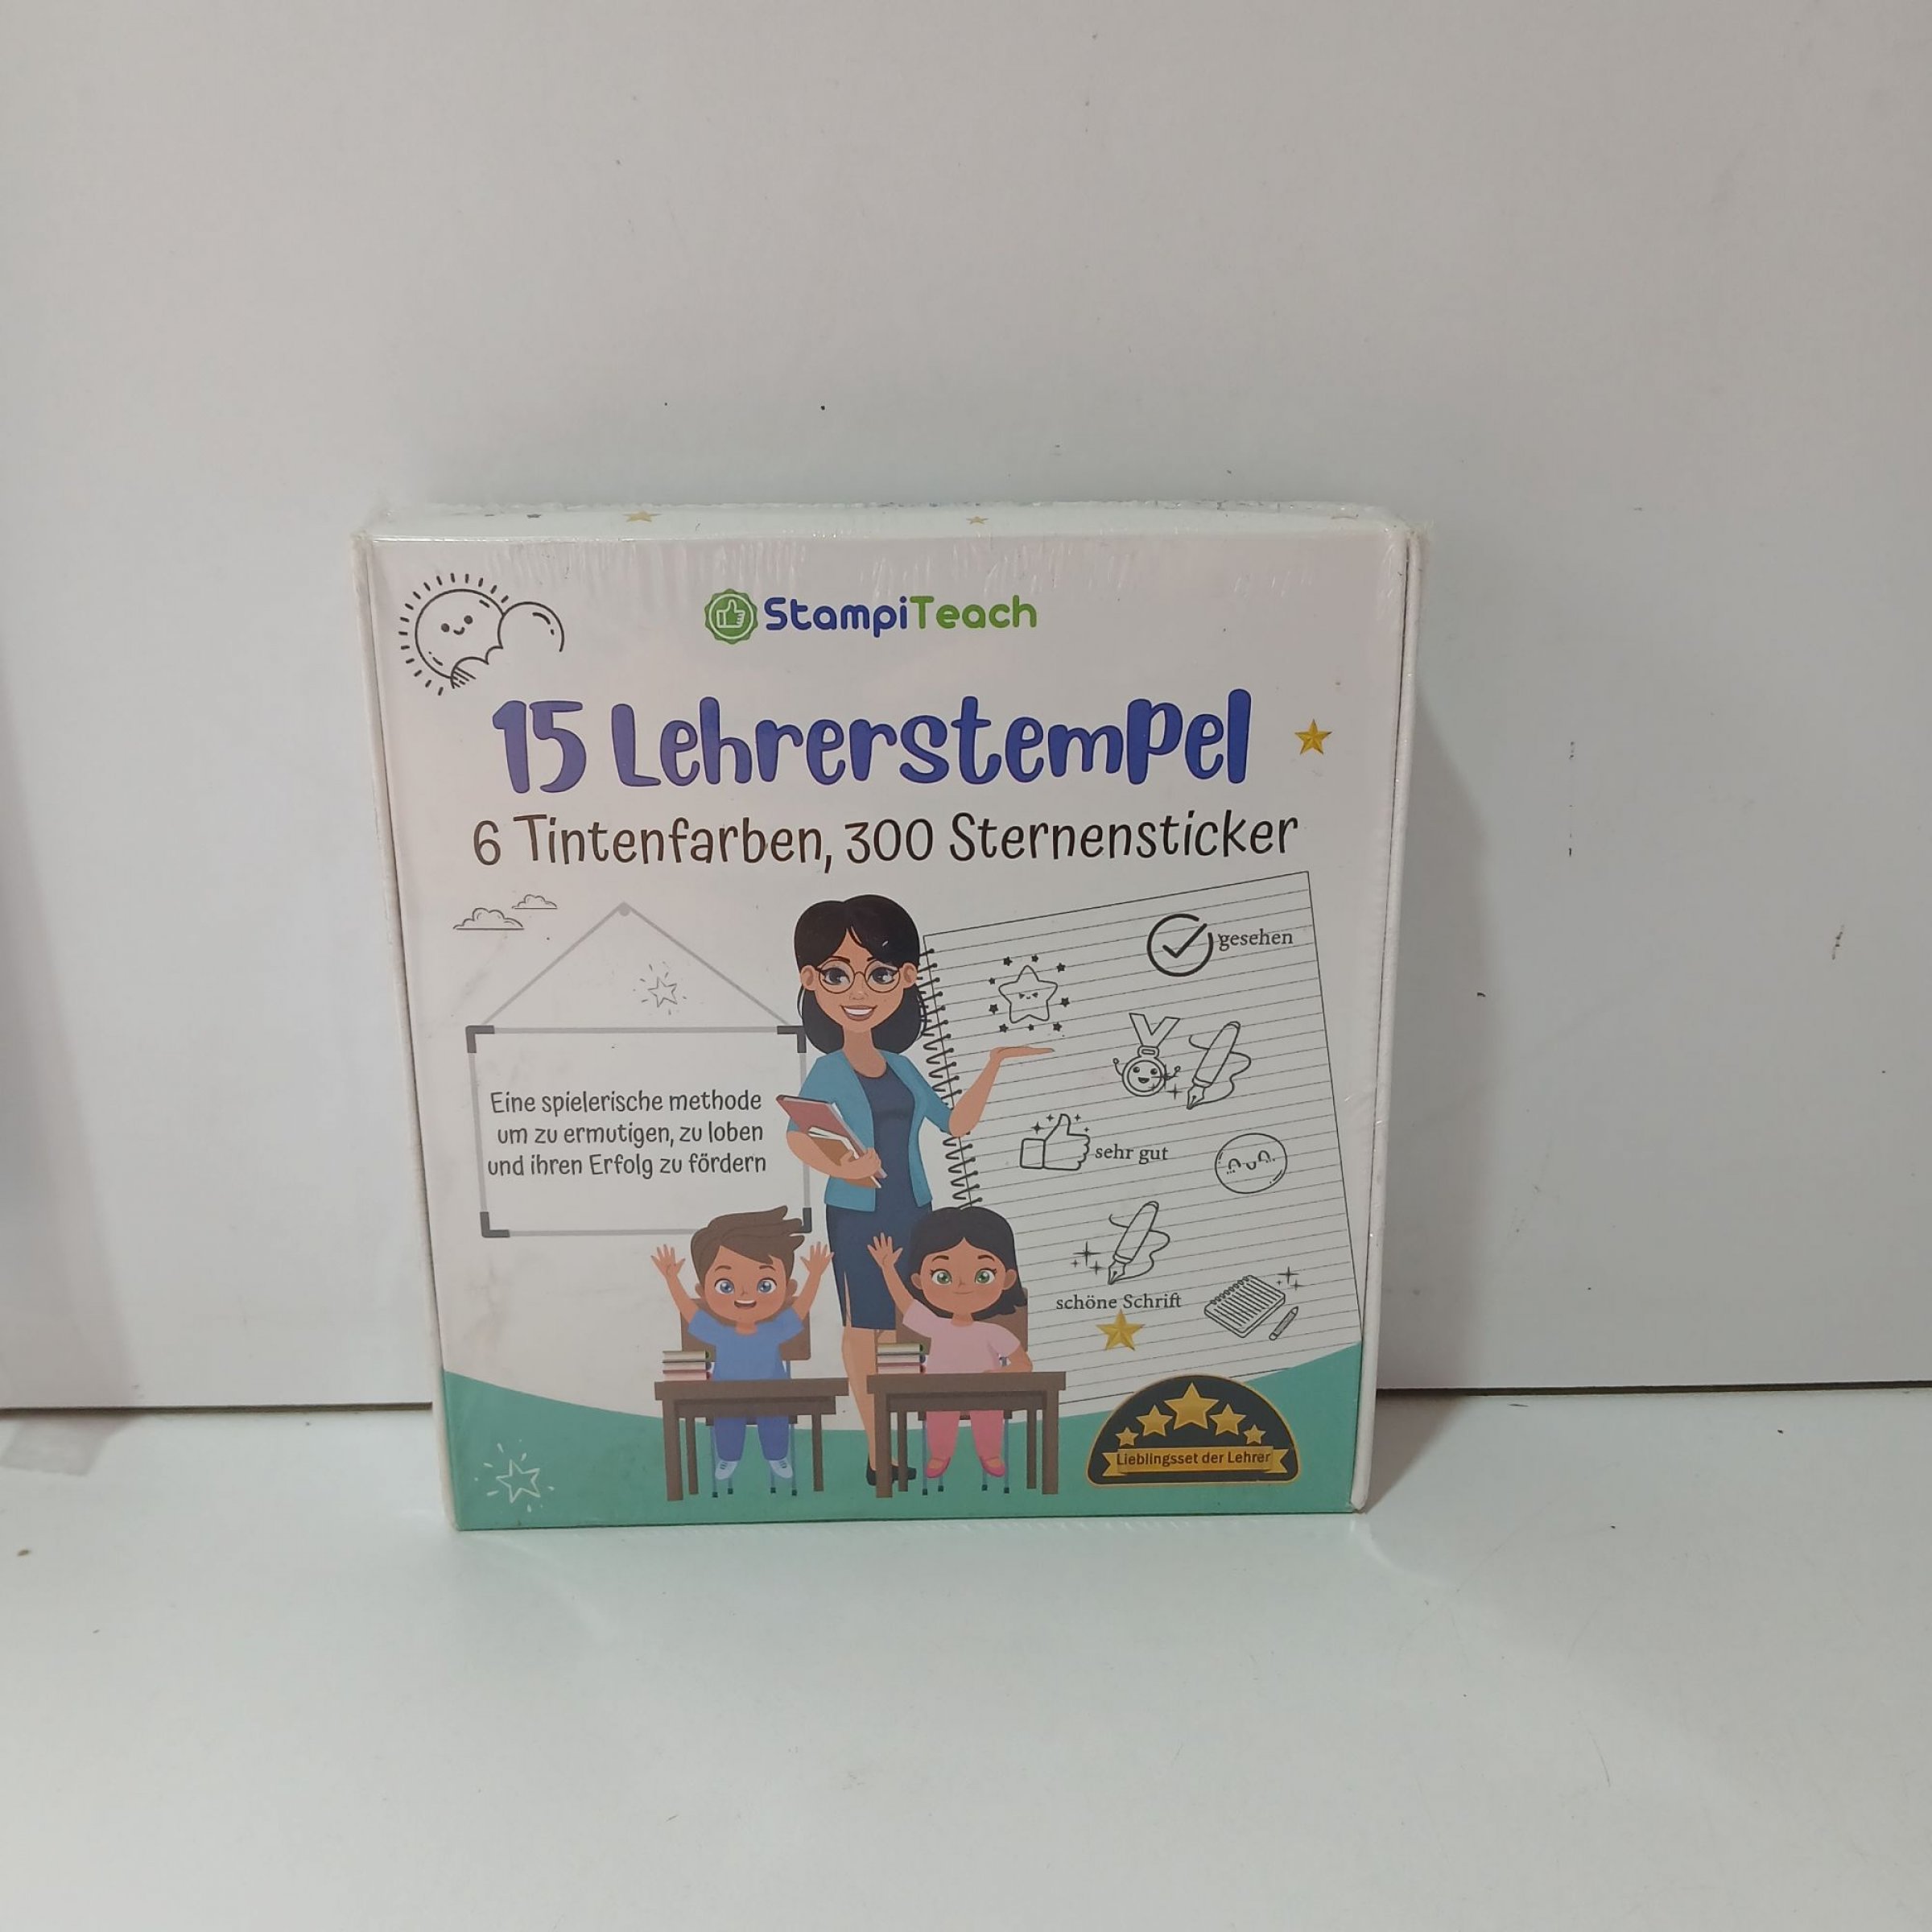 StampiTeach
15 Lehrerstempel
6 Tintenfarben, 300 Sternensticker
gesehen
Eine spielerische methode
um zu ermutigen, zu loben
und ihren Erfolg zu fördern
sehr gut
schöne Schrift
Lieblingsset der Lehrer